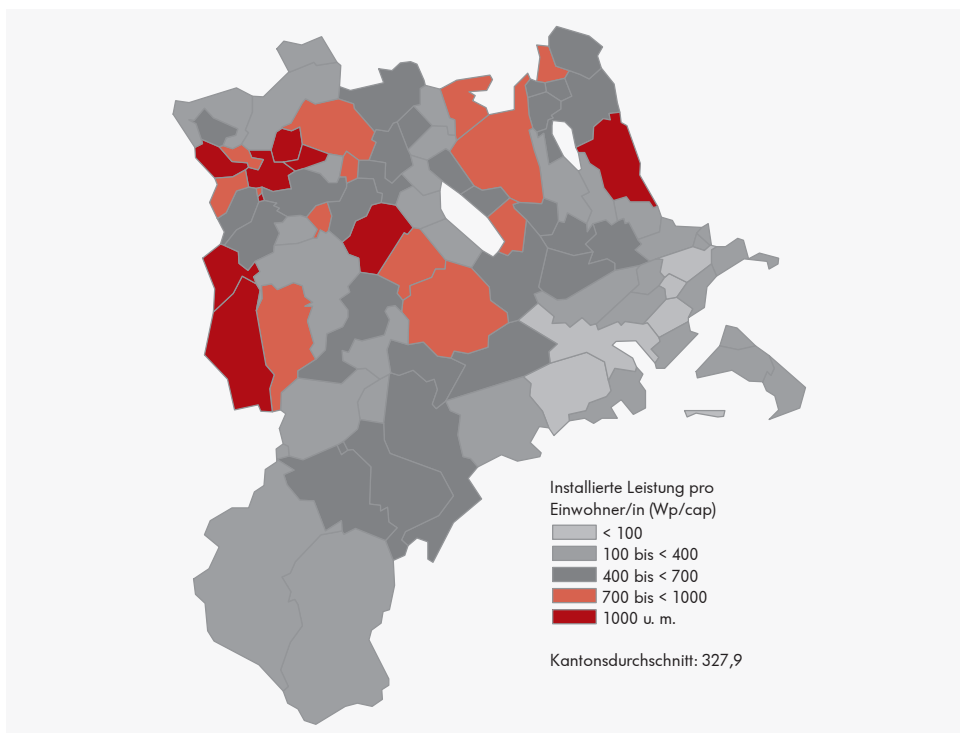 Installierte Leistung pro
Einwohner/in (Wp/cap)
< 100
100 bis < 400
400 bis < 700
700 bis < 1000
1000 u. m.
Kantonsdurchschnitt: 327,9